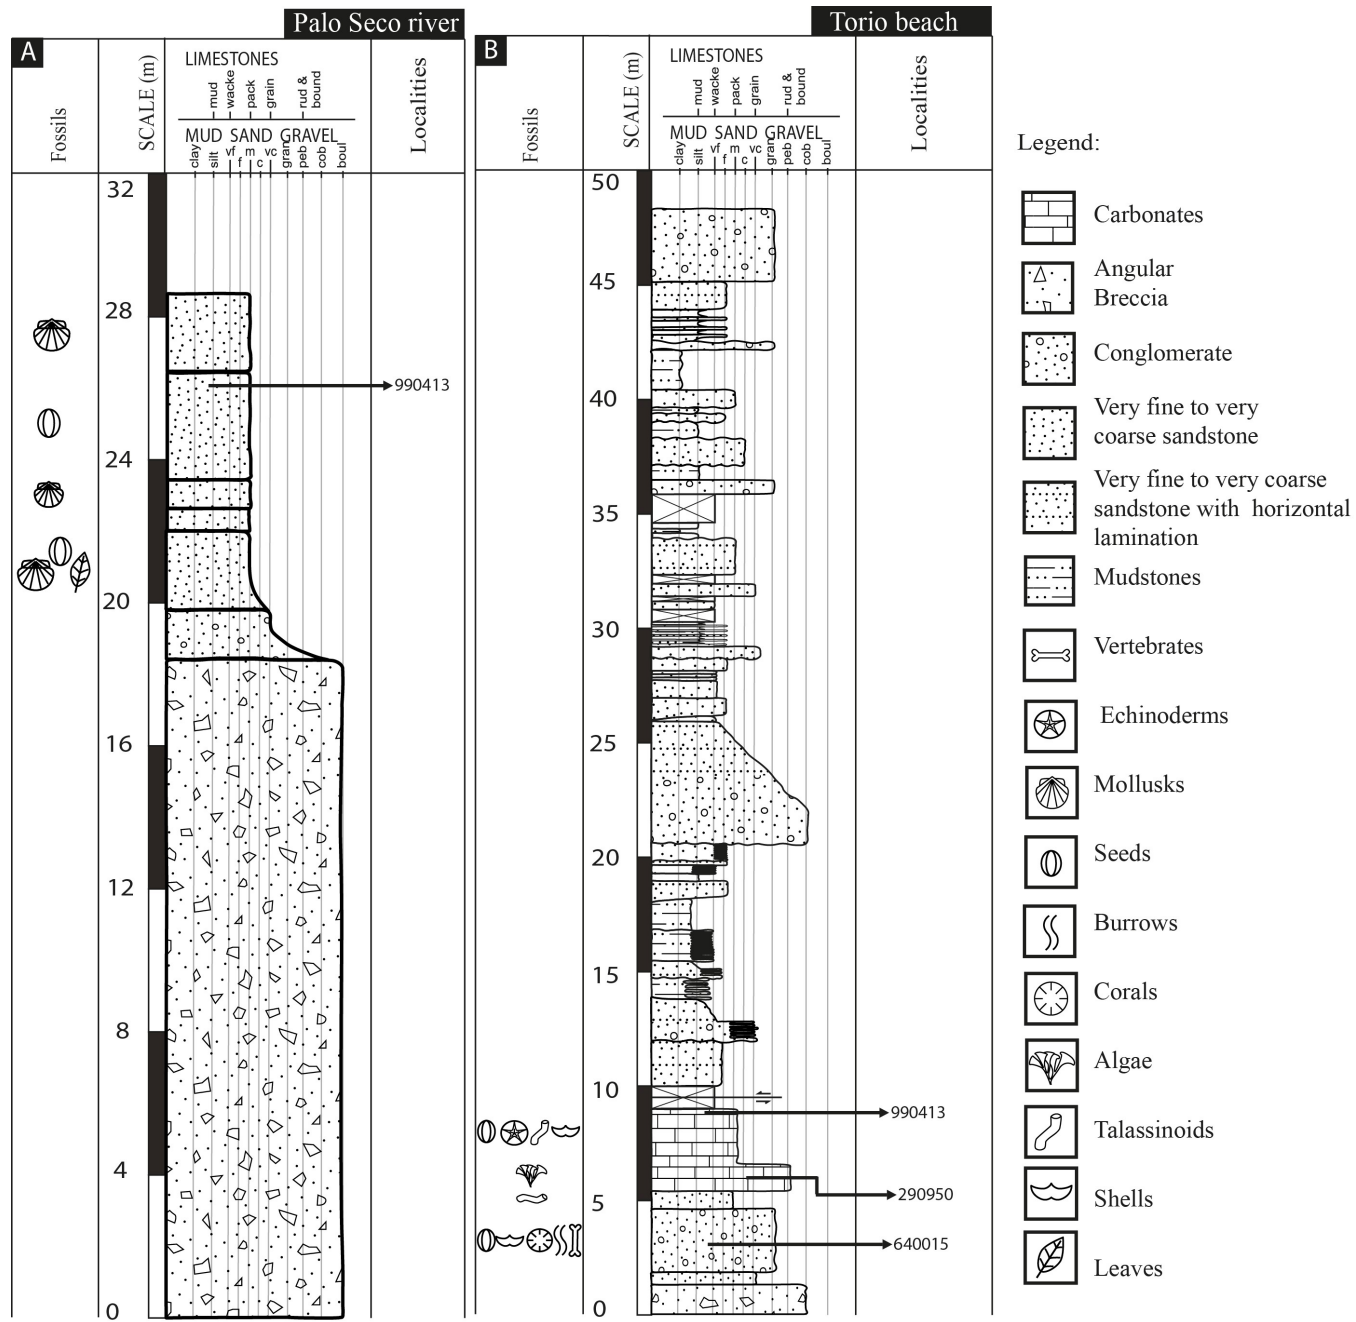 Palo Seco river
A
Fossils
SCALE (m)
LIMESTONES
mud
wacke
pack
grain
rud &
bound
MUD SAND GRAVEL
clay
silt
vf
f
m
c
vc
gran
peb
cob
boul
Localities
32
28
24
20
16
12
8
4
0
990413
Torio beach
B
Fossils
SCALE (m)
LIMESTONES
mud
wacke
pack
grain
rud &
bound
MUD SAND GRAVEL
clay
silt
vf
f
m
c
vc
gran
peb
cob
boul
Localities
50
45
40
35
30
25
20
15
10
5
0
990413
290950
640015
Legend:
Carbonates
Angular
Breccia
Conglomerate
Very fine to very
coarse sandstone
Very fine to very coarse
sandstone with horizontal
lamination
Mudstones
Vertebrates
Echinoderms
Mollusks
Seeds
Burrows
Corals
Algae
Talassinoids
Shells
Leaves